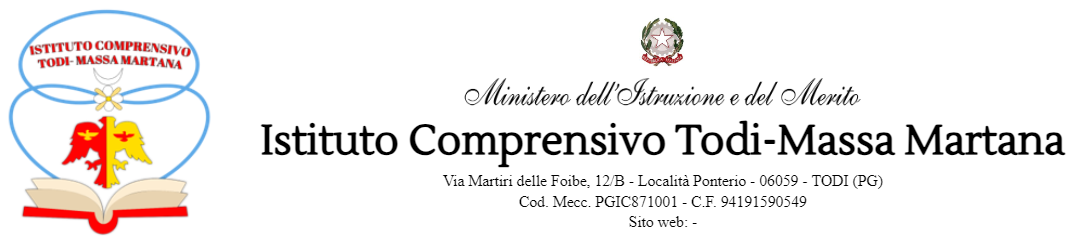 ISTITUTO COMPRENSIVO
TODI- MASSA MARTANA
Ministero dell'Istruzione e del Merito
Istituto Comprensivo Todi-Massa Martana
Via Martiri delle Foibe, 12/B - Località Ponterio - 06059 - TODI (PG)
Cod. Mecc. PGIC871001 - C.F. 94191590549
Sito web: -